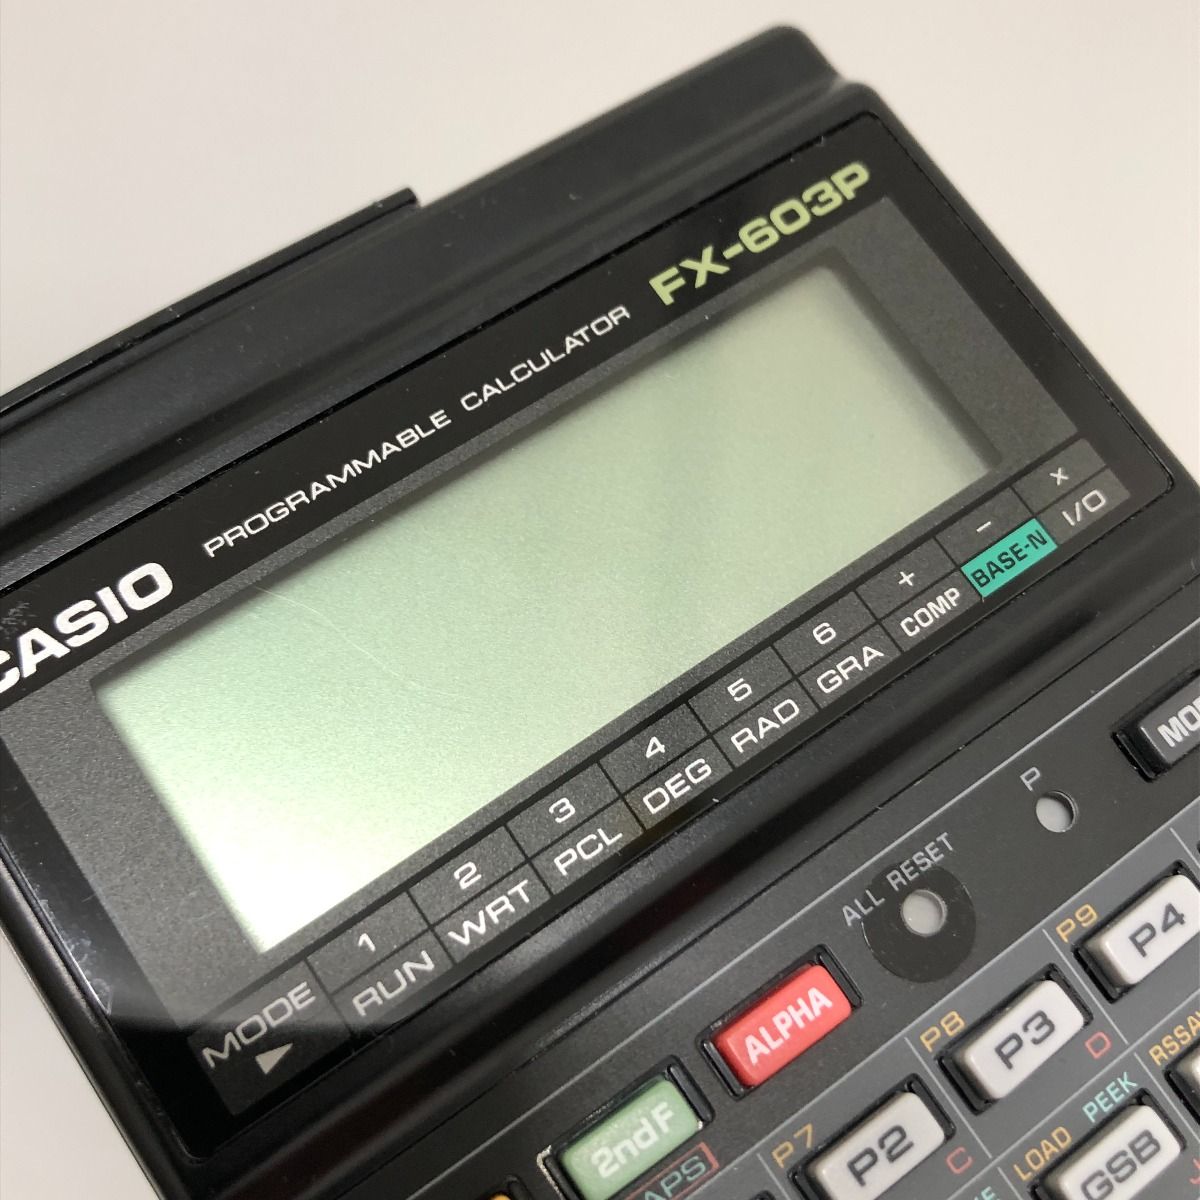 CASIO PROGRAMMABLE CALCULATOR FX-603P
MODE 1 2 3 4 5 6 + - ×
RUN WRT PCL DEG RAD GRA COMP BASE-N I/O
P
ALL RESET
ALPHA
2ndF
P7 P8 P9
P2 P3 P4
C D
LOAD PEEK
GSB